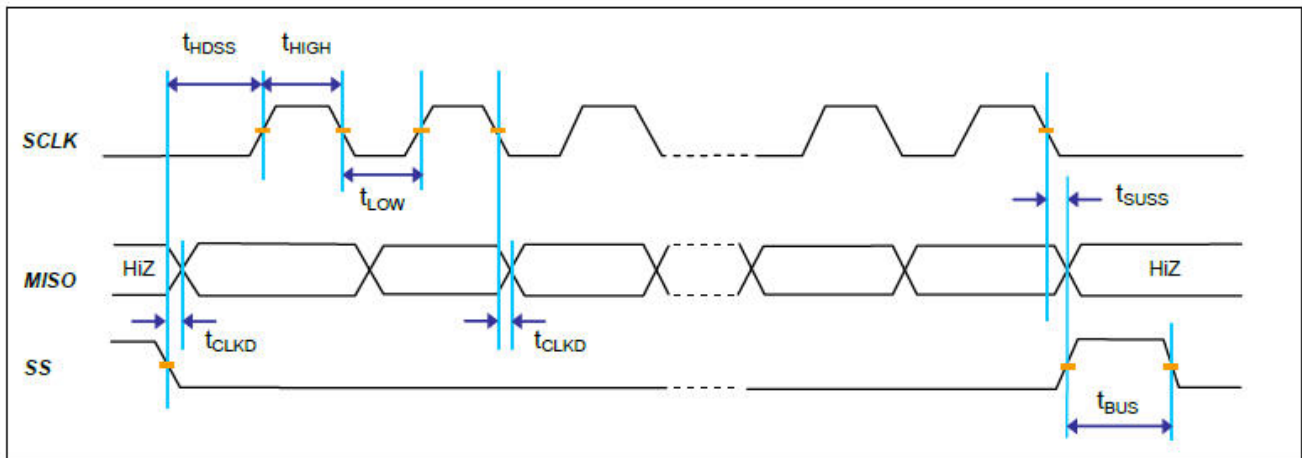 tHDSS tHIGH
SCLK
tLOW
tSUSS
HiZ HiZ
MISO
tCLKD tCLKD
SS
tBUS